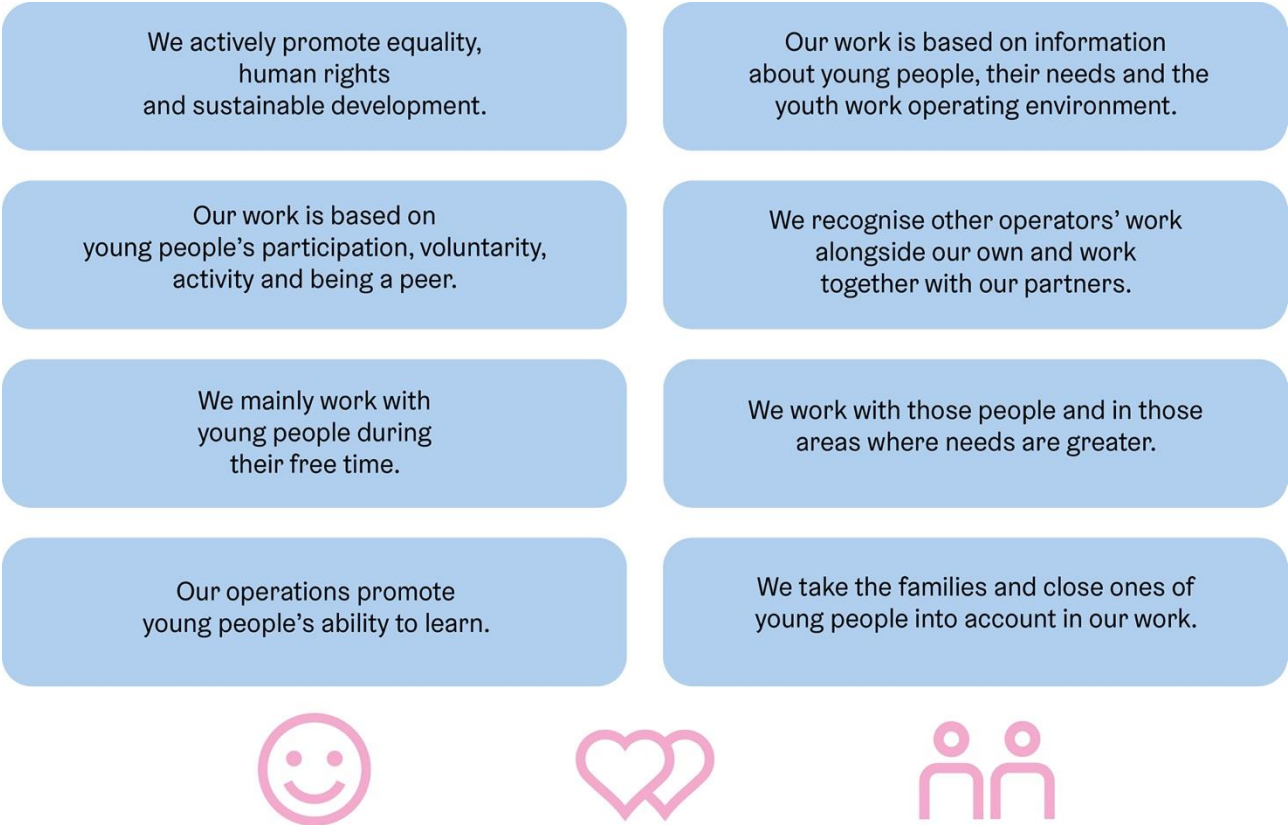 We actively promote equality,
human rights
and sustainable development.
Our work is based on information
about young people, their needs and the
youth work operating environment.
Our work is based on
young people's participation, voluntarity,
activity and being a peer.
We recognise other operators' work
alongside our own and work
together with our partners.
We mainly work with
young people during
their free time.
We work with those people and in those
areas where needs are greater.
Our operations promote
young people's ability to learn.
We take the families and close ones of
young people into account in our work.